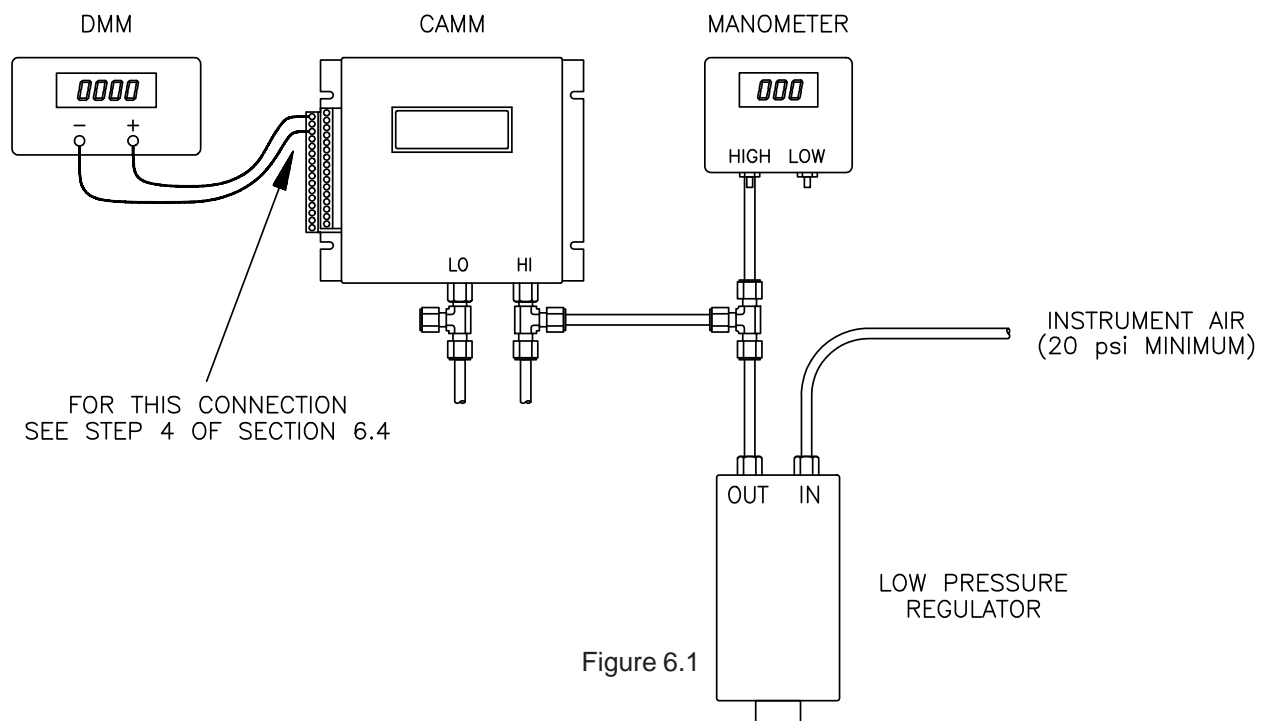 DMM
CAMM
MANOMETER
0000
000
− +
HIGH LOW
LO HI
INSTRUMENT AIR
(20 psi MINIMUM)
FOR THIS CONNECTION
SEE STEP 4 OF SECTION 6.4
OUT IN
LOW PRESSURE
REGULATOR
Figure 6.1